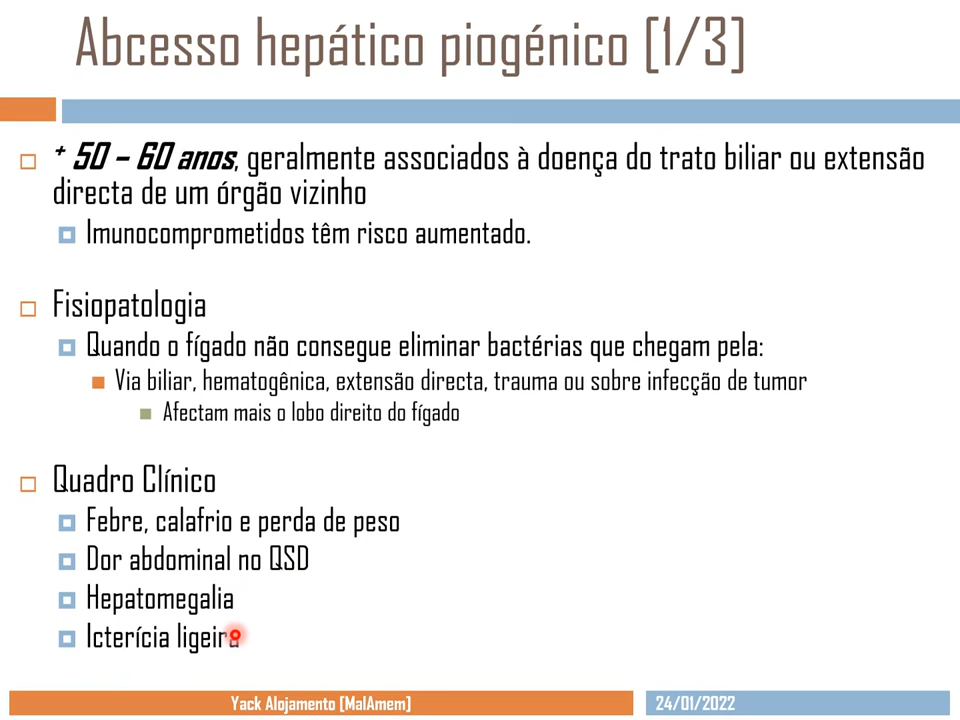 Abcesso hepático piogénico [1/3]
+ 50 – 60 anos, geralmente associados à doença do trato biliar ou extensão
directa de um órgão vizinho
Imunocomprometidos têm risco aumentado.
Fisiopatologia
Quando o fígado não consegue eliminar bactérias que chegam pela:
Via biliar, hematogênica, extensão directa, trauma ou sobre infecção de tumor
Afectam mais o lobo direito do fígado
Quadro Clínico
Febre, calafrio e perda de peso
Dor abdominal no QSD
Hepatomegalia
Icterícia ligeira
Yack Alojamento [MalAmem]
24/01/2022